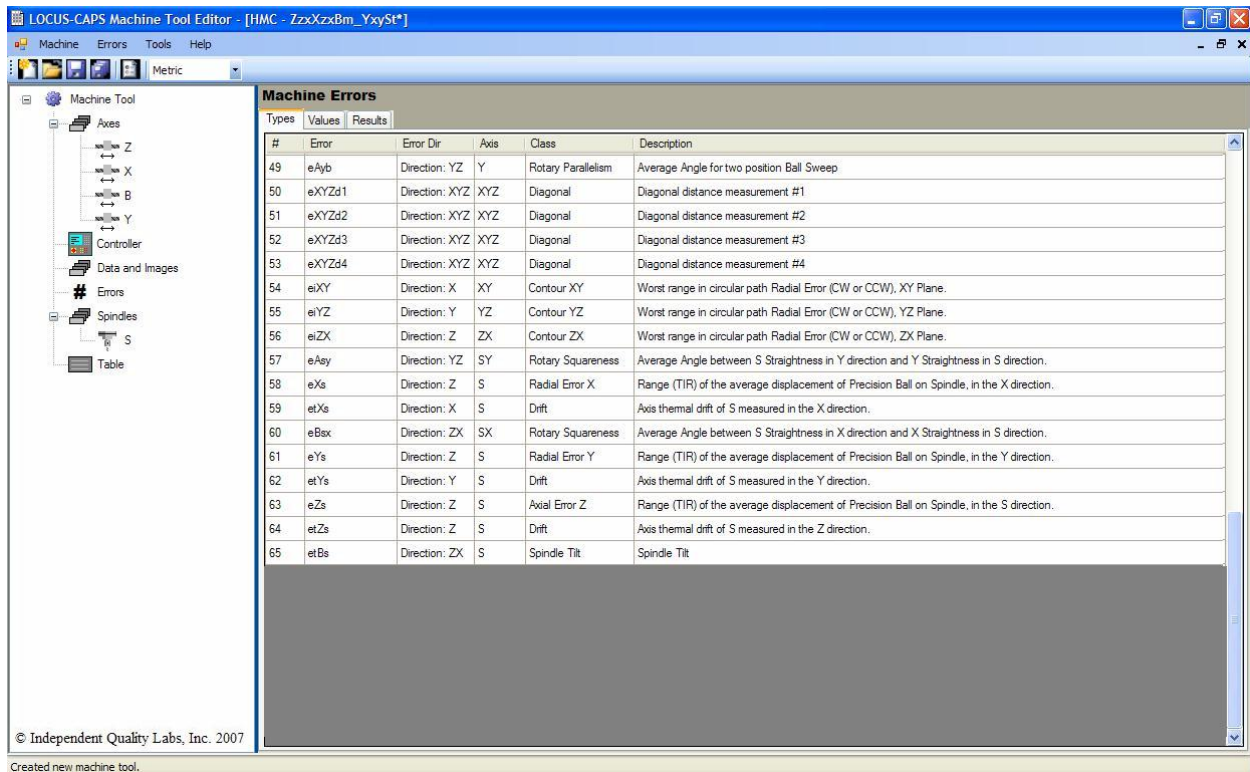 LOCUS-CAPS Machine Tool Editor - [HMC - ZzxXzxBm_YxySt*]
Machine Errors Tools Help
Metric
Machine Tool
Axes
Z
X
B
Y
Controller
Data and Images
# Errors
Spindles
S
Table
© Independent Quality Labs, Inc. 2007
Machine Errors
Types Values Results
# Error Error Dir Axis Class Description
49 eAyb Direction: YZ Y Rotary Parallelism Average Angle for two position Ball Sweep
50 eXYZd1 Direction: XYZ XYZ Diagonal Diagonal distance measurement #1
51 eXYZd2 Direction: XYZ XYZ Diagonal Diagonal distance measurement #2
52 eXYZd3 Direction: XYZ XYZ Diagonal Diagonal distance measurement #3
53 eXYZd4 Direction: XYZ XYZ Diagonal Diagonal distance measurement #4
54 eiXY Direction: X XY Contour XY Worst range in circular path Radial Error (CW or CCW), XY Plane.
55 eiYZ Direction: Y YZ Contour YZ Worst range in circular path Radial Error (CW or CCW), YZ Plane.
56 eiZX Direction: Z ZX Contour ZX Worst range in circular path Radial Error (CW or CCW), ZX Plane.
57 eAsy Direction: YZ SY Rotary Squareness Average Angle between S Straightness in Y direction and Y Straightness in S direction.
58 eXs Direction: Z S Radial Error X Range (TIR) of the average displacement of Precision Ball on Spindle, in the X direction.
59 etXs Direction: X S Drift Axis thermal drift of S measured in the X direction.
60 eBsx Direction: ZX SX Rotary Squareness Average Angle between S Straightness in X direction and X Straightness in S direction.
61 eYs Direction: Z S Radial Error Y Range (TIR) of the average displacement of Precision Ball on Spindle, in the Y direction.
62 etYs Direction: Y S Drift Axis thermal drift of S measured in the Y direction.
63 eZs Direction: Z S Axial Error Z Range (TIR) of the average displacement of Precision Ball on Spindle, in the S direction.
64 etZs Direction: Z S Drift Axis thermal drift of S measured in the Z direction.
65 etBs Direction: ZX S Spindle Tilt Spindle Tilt
Created new machine tool.